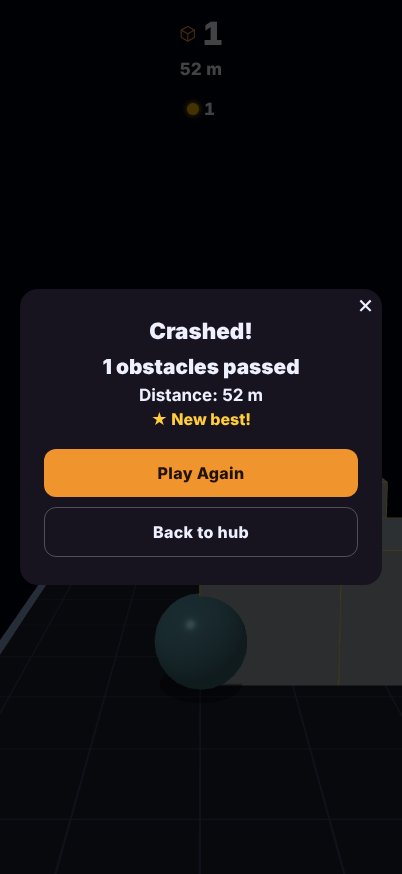 1
52 m
1
Crashed!
1 obstacles passed
Distance: 52 m
★ New best!
Play Again
Back to hub